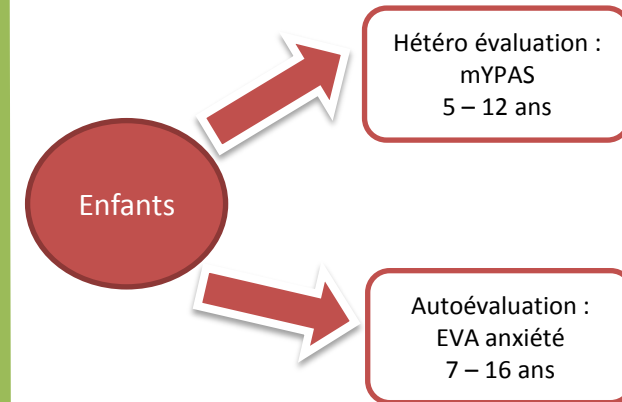 Hétéro évaluation :
mYPAS
5 – 12 ans
Enfants
Autoévaluation :
EVA anxiété
7 – 16 ans